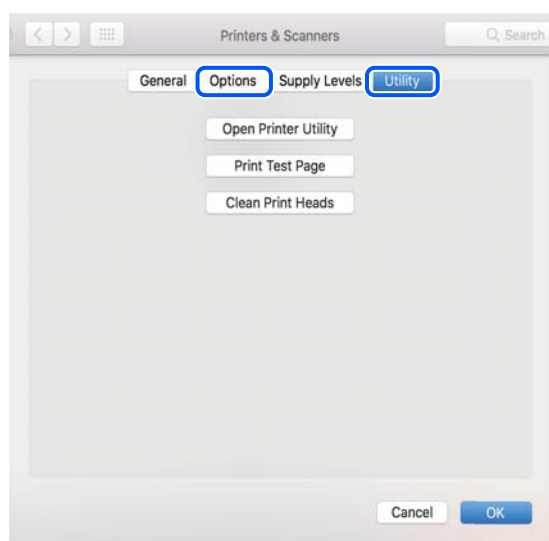 Printers & Scanners Search
General Options Supply Levels Utility
Open Printer Utility
Print Test Page
Clean Print Heads
Cancel OK